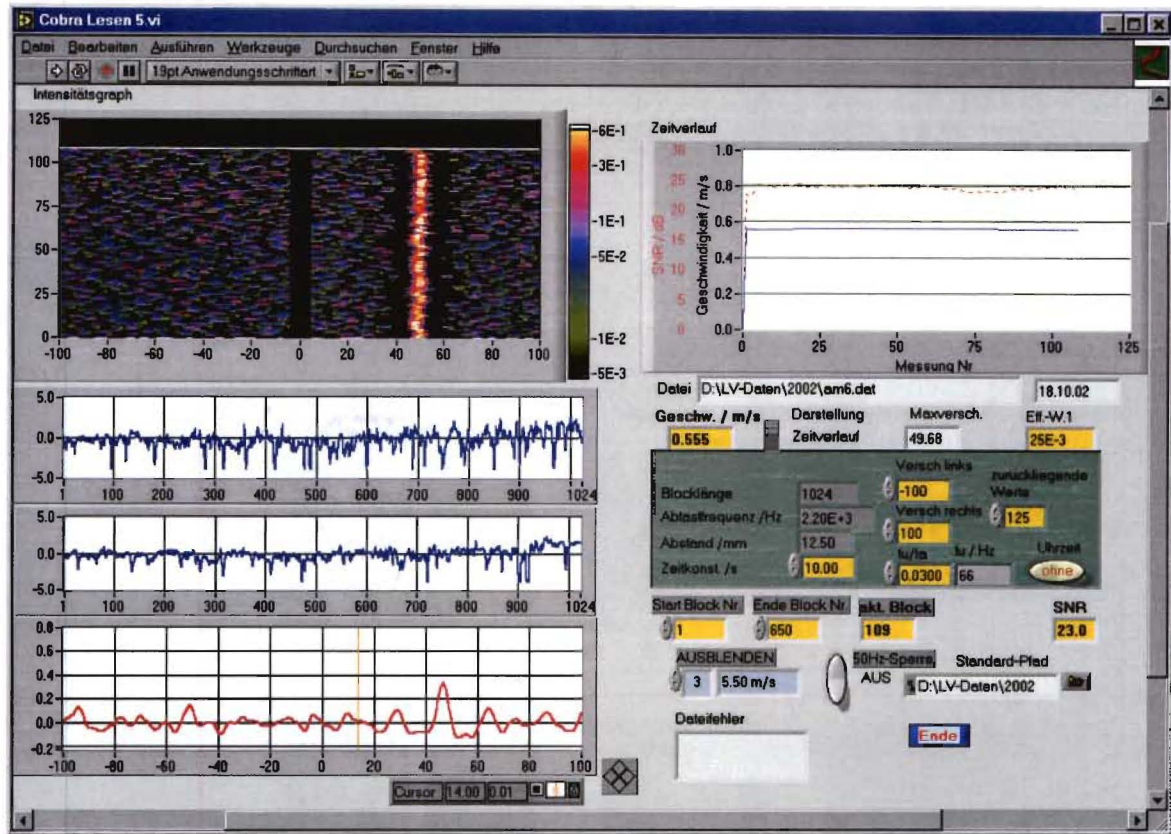 Cobra Lesen 5.vi
Datei Bearbeiten Ausführen Werkzeuge Durchsuchen Fenster Hilfe
19pt Anwendungsschriftart
Intensitätsgraph
125-
100-
75-
50-
25-
0-
-100 -80 -60 -40 -20 0 20 40 60 80 100
-6E-1
-3E-1
-1E-1
-5E-2
-1E-2
-5E-3
Zeitverlauf
SNR / dB
30
25
20
15
10
5
0
Geschwindigkeit / m/s
1.0-
0.8-
0.6-
0.4-
0.2-
0.0-
0 25 50 75 100 125
Messung Nr
5.0-
0.0-
-5.0-
1 100 200 300 400 500 600 700 800 900 1024
5.0-
0.0-
-5.0-
1 100 200 300 400 500 600 700 800 900 1024
0.8-
0.6-
0.4-
0.2-
0.0-
-0.2-
-100 -80 -60 -40 -20 0 20 40 60 80 100
Cursor 14.00 0.01
Datei D:\LV-Daten\2002\am6.dat 18.10.02
Geschw. / m/s Darstellung Maxversch. Eff.-W.1
0.555 Zeitverlauf 49.68 25E-3
Versch links zurückliegende
Blocklänge 1024 -100 Werte
Abtastfrequenz /Hz 2.20E+3 Versch rechts 125
Abstand /mm 12.50 100
fu/fa fu / Hz Uhrzeit
Zeitkonst. /s 10.00 0.0300 66 ohne
Start Block Nr. Ende Block Nr. akt. Block SNR
1 650 109 23.0
AUSBLENDEN 50Hz-Sperre, Standard-Pfad
3 5.50 m/s AUS D:\LV-Daten\2002
Dateifehler
Ende